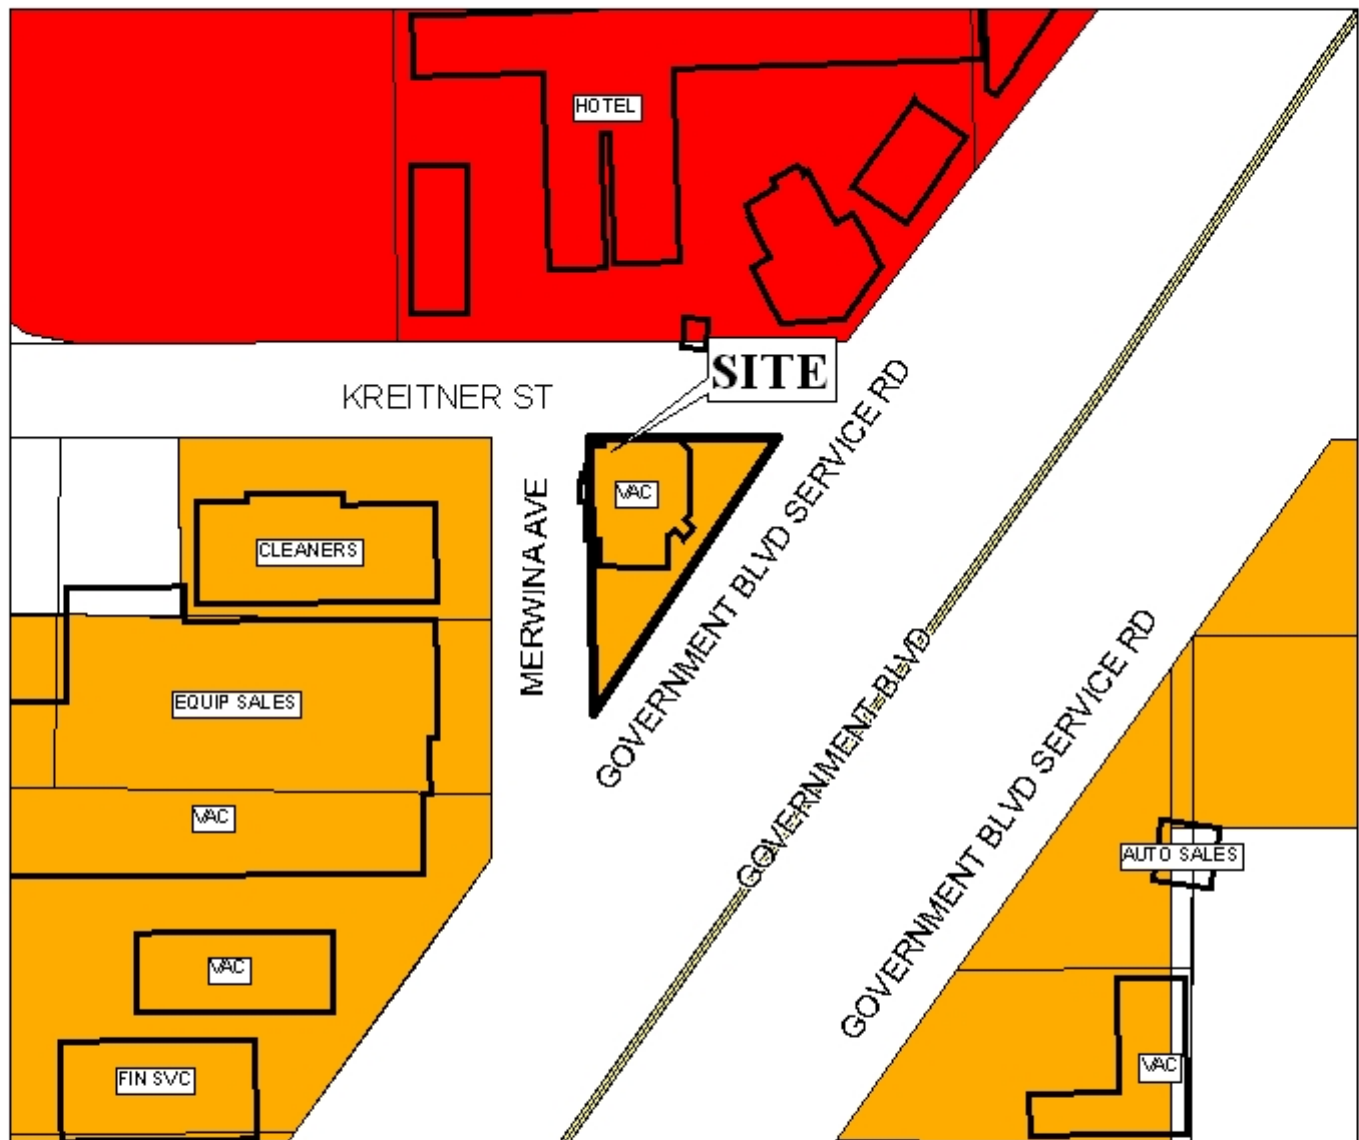 HOTEL
SITE
KREITNER ST
GOVERNMENT BLVD SERVICE RD
VAC
MERWINA AVE
CLEANERS
EQUIP SALES
GOVERNMENT BLVD
GOVERNMENT BLVD SERVICE RD
VAC
AUTO SALES
VAC
FIN SVC
VAC